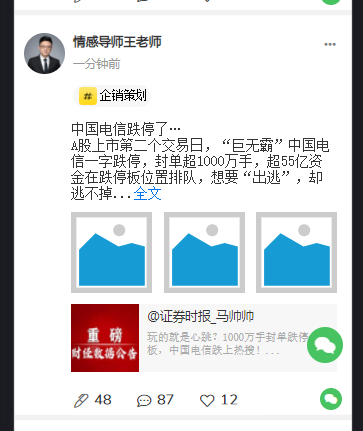 情感导师王老师
一分钟前
# 企销策划
中国电信跌停了…
A股上市第二个交易日，“巨无霸”中国电
信一字跌停，封单超1000万手，超55亿资
金在跌停板位置排队，想要“出逃”，却
逃不掉...全文
重 磅
财经数据公告
@证券时报_马帅帅
玩的就是心跳？1000万手封单跌停
板，中国电信跌上热搜！...
48 87 12